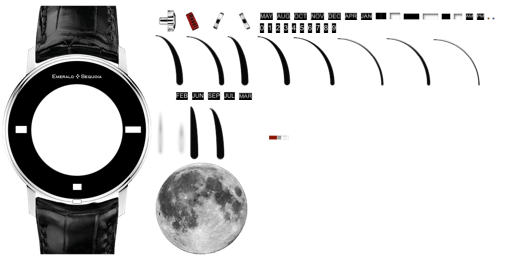 EMERALD SEQUOIA
MAY AUG OCT NOV DEC APR JAN
0 1 2 3 4 5 6 7 8 9
FEB JUN SEP JUL MAR